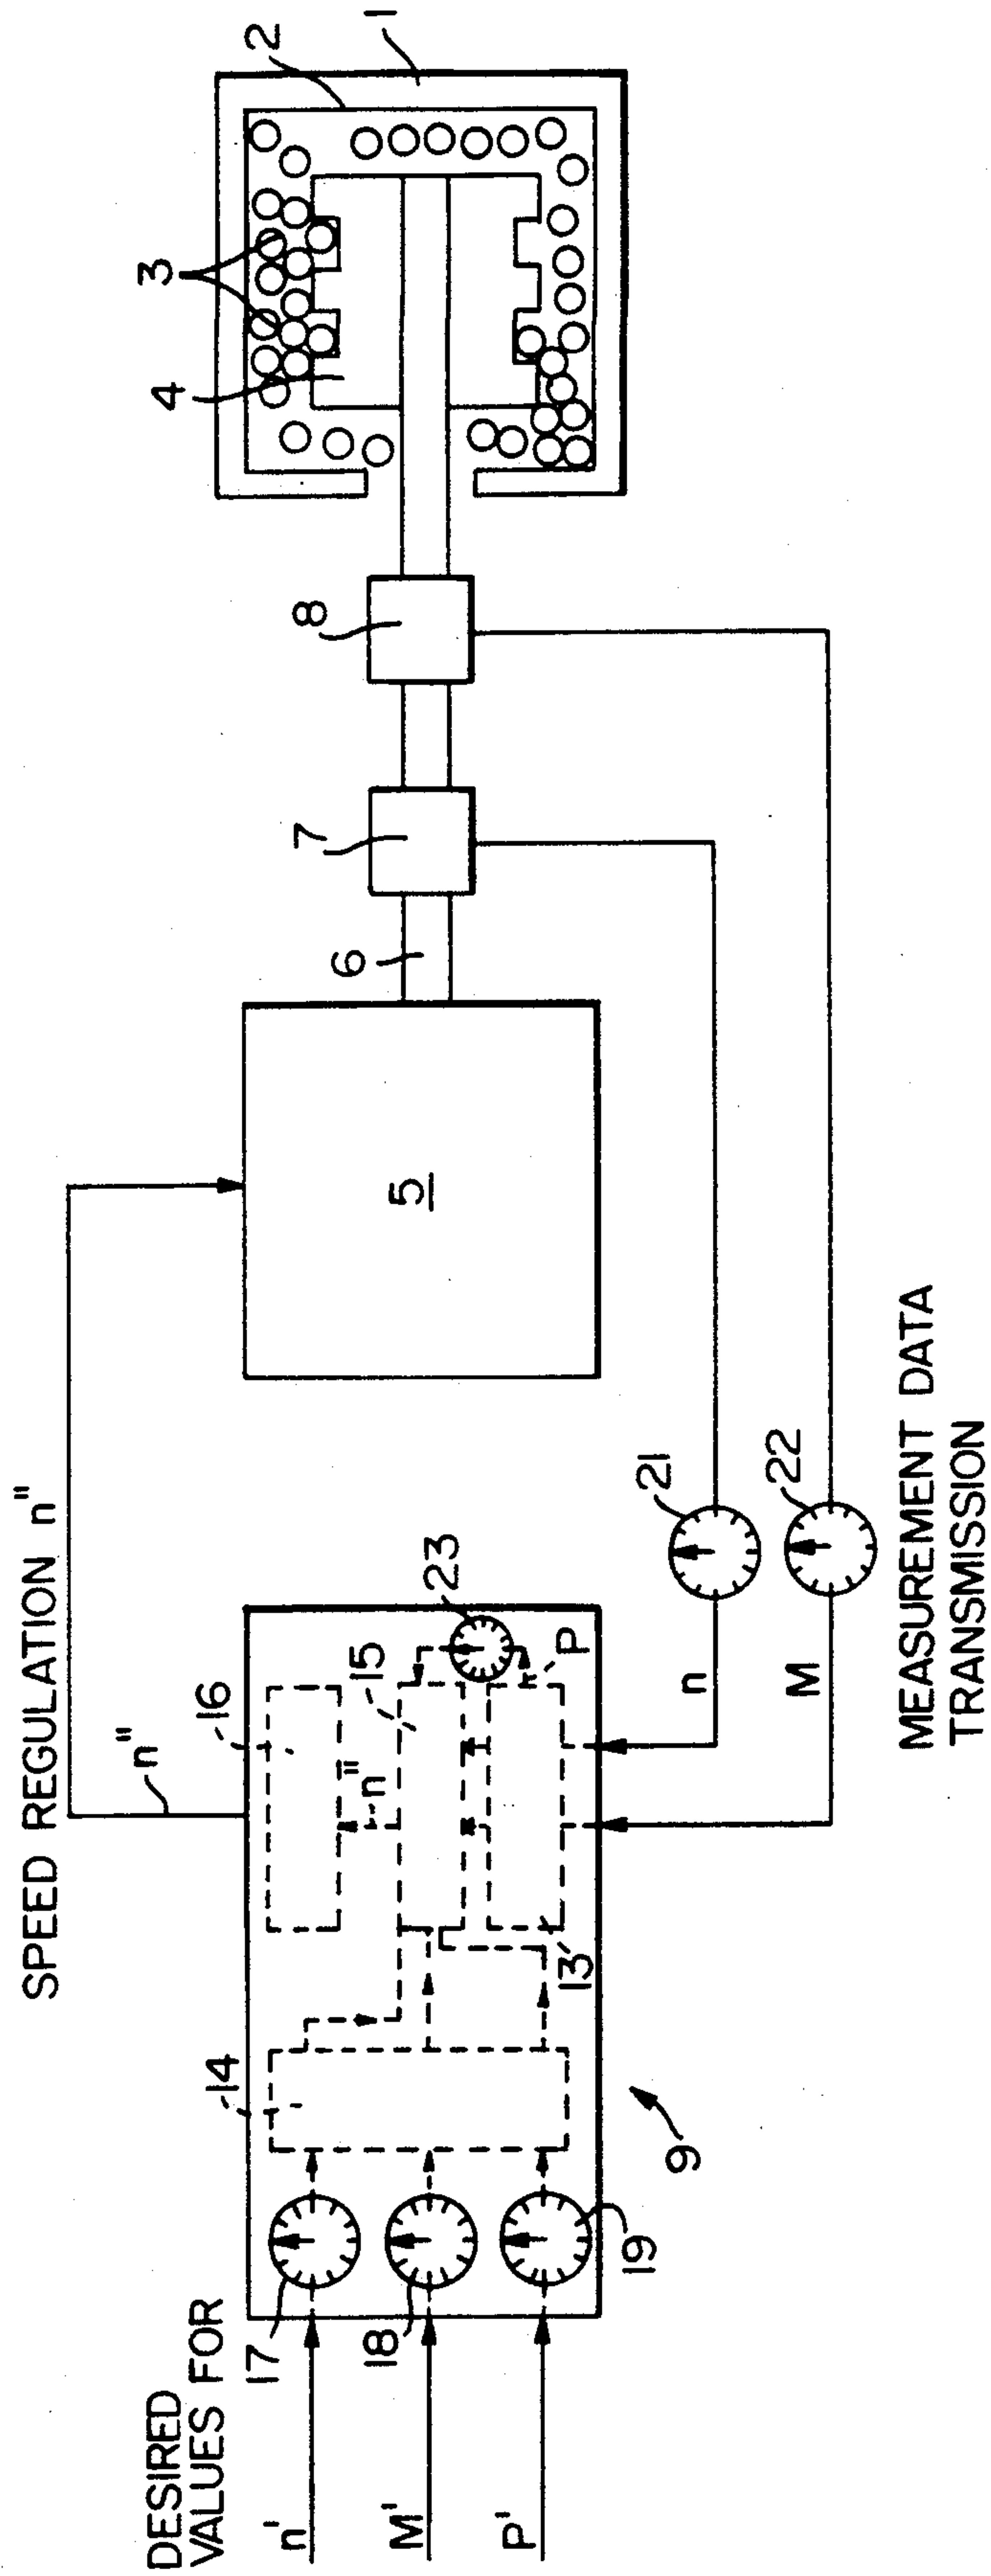 SPEED REGULATION n"
n"
DESIRED
VALUES FOR
n'
M'
P'
17
18
19
14
16
15
n"
13
23
P
9
n
M
21
22
MEASUREMENT DATA
TRANSMISSION
5
6
7
8
4
3
2
1